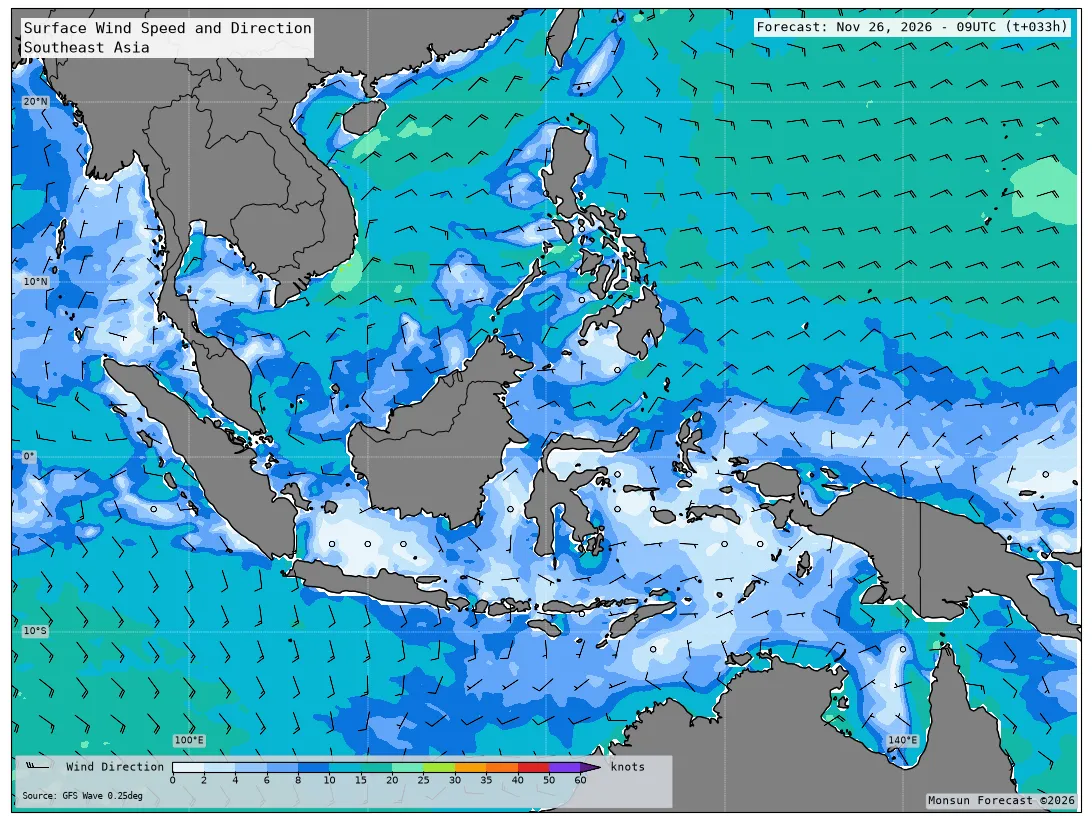 Surface Wind Speed and Direction
Southeast Asia
Forecast: Nov 26, 2026 - 09UTC (t+033h)
20°N
10°N
0°
10°S
100°E
140°E
Wind Direction
knots
0 2 4 6 8 10 15 20 25 30 35 40 50 60
Source: GFS Wave 0.25deg
Monsun Forecast ©2026